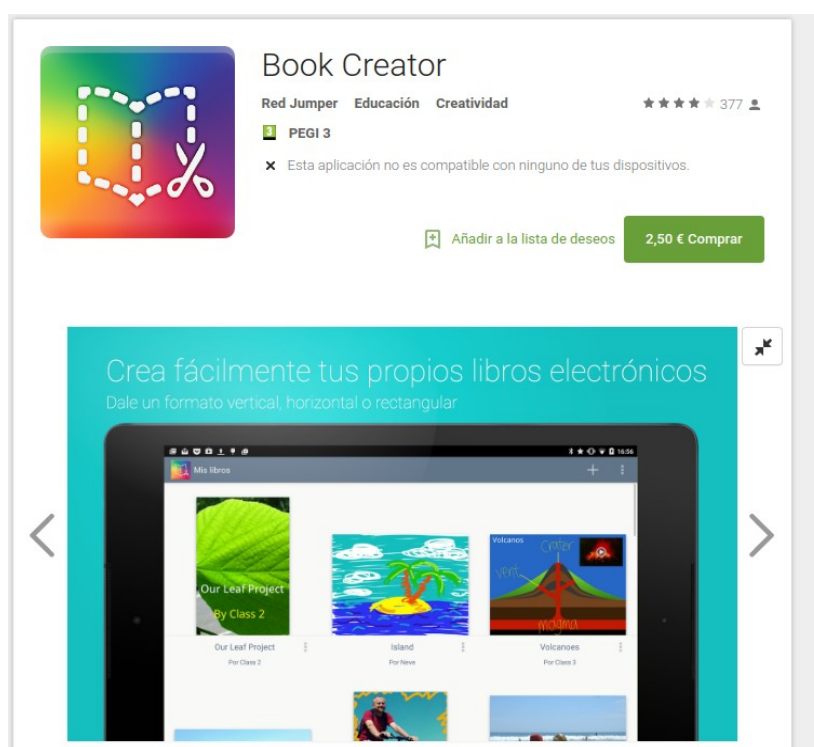 Book Creator
Red Jumper Educación Creatividad 377
3 PEGI 3
Esta aplicación no es compatible con ninguno de tus dispositivos.
Añadir a la lista de deseos 2,50 € Comprar
Crea fácilmente tus propios libros electrónicos
Dale un formato vertical, horizontal o rectangular
16:56
Mis libros
Our Leaf Project
By Class 2
Volcanos
Crater
vent
magma
Our Leaf Project Island Volcanoes
Por Class 2 Por Neve Por Class 3